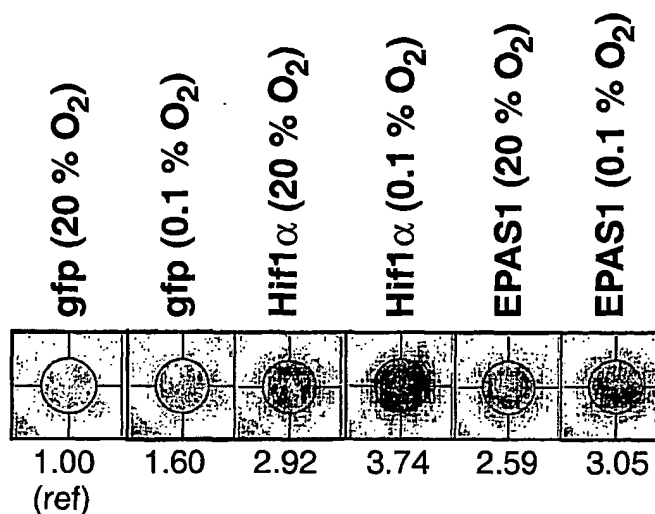 gfp (20 % O₂)
gfp (0.1 % O₂)
Hif1α (20 % O₂)
Hif1α (0.1 % O₂)
EPAS1 (20 % O₂)
EPAS1 (0.1 % O₂)
1.00 1.60 2.92 3.74 2.59 3.05
(ref)